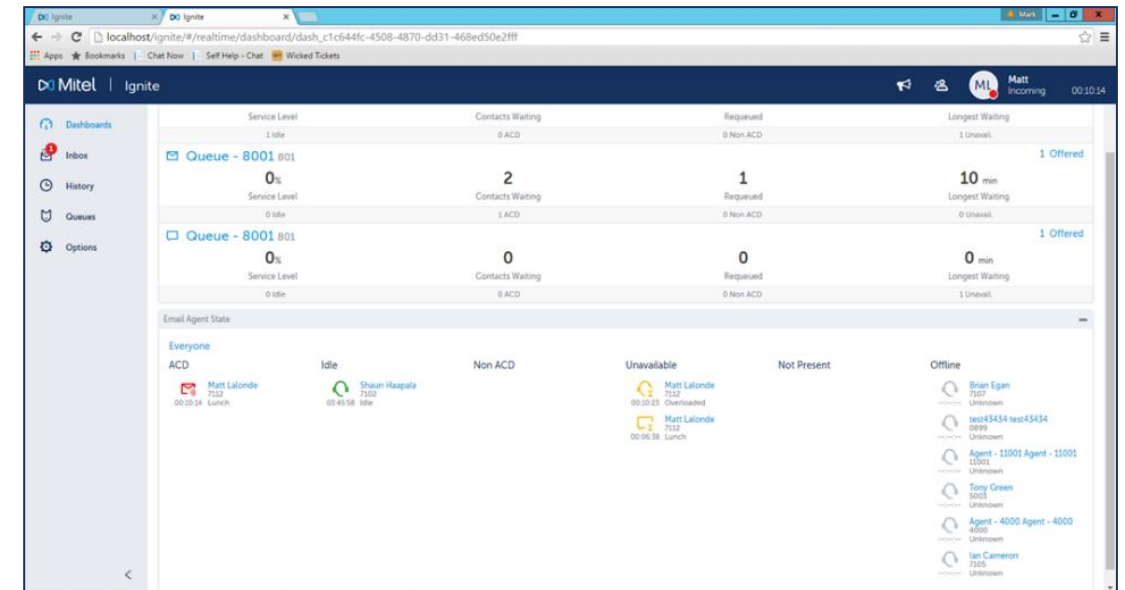 Ignite
Ignite
Mark
localhost/ignite/#/realtime/dashboard/dash_c1c644fc-4508-4870-dd31-468ed50e2fff
Apps Bookmarks Chat Now Self Help - Chat Wicked Tickets
Mitel | Ignite
ML
Matt
Incoming 00:10:14
Dashboards
1
Inbox
History
Queues
Options
Service Level Contacts Waiting Requeued Longest Waiting
1 Idle 0 ACD 0 Non ACD 1 Unavail.
Queue - 8001 801 1 Offered
0% 2 1 10 min
Service Level Contacts Waiting Requeued Longest Waiting
0 Idle 1 ACD 0 Non ACD 0 Unavail.
Queue - 8001 801 1 Offered
0% 0 0 0 min
Service Level Contacts Waiting Requeued Longest Waiting
0 Idle 0 ACD 0 Non ACD 1 Unavail.
Email Agent State
Everyone
ACD Idle Non ACD Unavailable Not Present Offline
Matt Lalonde
7112
00:10:14 Lunch
Shaun Haapala
7102
03:45:58 Idle
Matt Lalonde
7112
00:10:23 Overloaded
Matt Lalonde
7112
00:06:38 Lunch
Brian Egan
7107
--:--:-- Unknown
test43434 test43434
0899
--:--:-- Unknown
Agent - 11001 Agent - 11001
11001
--:--:-- Unknown
Tony Green
5003
--:--:-- Unknown
Agent - 4000 Agent - 4000
4000
--:--:-- Unknown
Ian Cameron
7105
--:--:-- Unknown